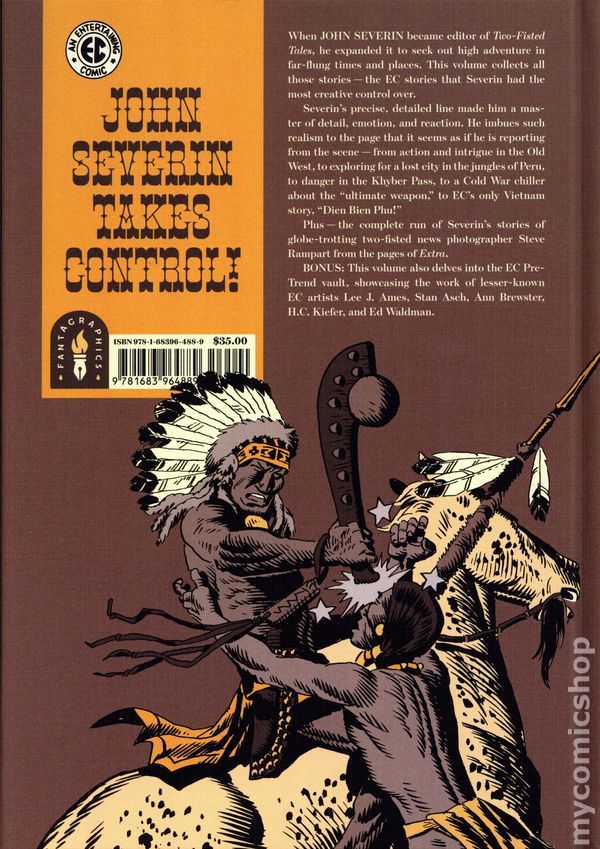 AN ENTERTAINING
EC
COMIC
JOHN
SEVERIN
TAKES
CONTROL!
FANTAGRAPHICS
ISBN 978-1-68396-488-9 $35.00
9 781683 964889
When JOHN SEVERIN became editor of Two-Fisted
Tales, he expanded it to seek out high adventure in
far-flung times and places. This volume collects all
those stories — the EC stories that Severin had the
most creative control over.
Severin's precise, detailed line made him a mas-
ter of detail, emotion, and reaction. He imbues such
realism to the page that it seems as if he is reporting
from the scene — from action and intrigue in the Old
West, to exploring for a lost city in the jungles of Peru,
to danger in the Khyber Pass, to a Cold War chiller
about the “ultimate weapon,” to EC's only Vietnam
story, “Dien Bien Phu!”
Plus — the complete run of Severin's stories of
globe-trotting two-fisted news photographer Steve
Rampart from the pages of Extra.
BONUS: This volume also delves into the EC Pre-
Trend vault, showcasing the work of lesser-known
EC artists Lee J. Ames, Stan Asch, Ann Brewster,
H.C. Kiefer, and Ed Waldman.
mycomicshop